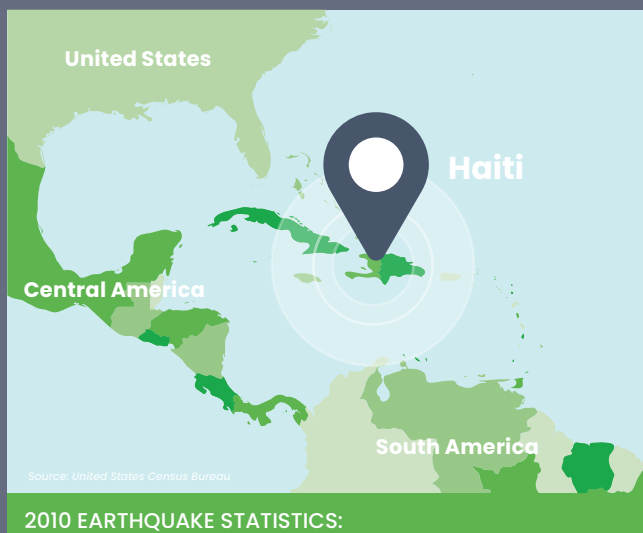 United States
Haiti
Central America
South America
Source: United States Census Bureau
2010 EARTHQUAKE STATISTICS: